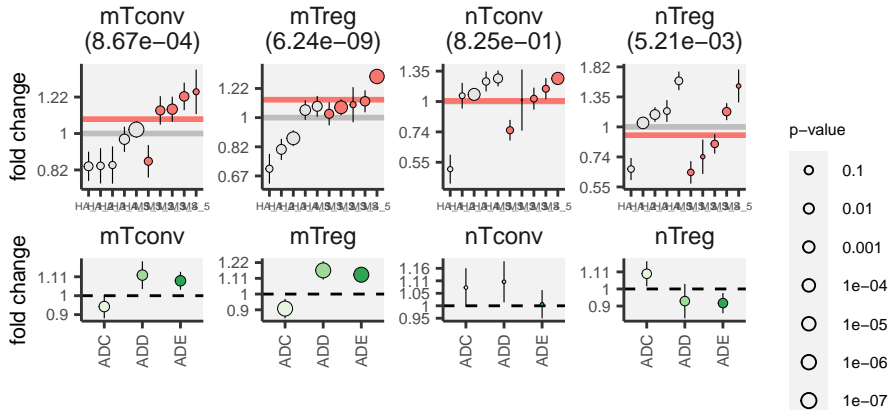 mTconv
(8.67e−04)
mTreg
(6.24e−09)
nTconv
(8.25e−01)
nTreg
(5.21e−03)
fold change
1.22
1
0.82
1.22
1
0.82
0.67
1.35
1
0.74
0.55
1.82
1.35
1
0.74
0.55
mTconv
mTreg
nTconv
nTreg
fold change
1.11
1
0.9
1.22
1.11
1
0.9
1.16
1.11
1.05
1
0.95
1.11
1
0.9
ADC
ADD
ADE
ADC
ADD
ADE
ADC
ADD
ADE
ADC
ADD
ADE
p−value
0.1
0.01
0.001
1e−04
1e−05
1e−06
1e−07